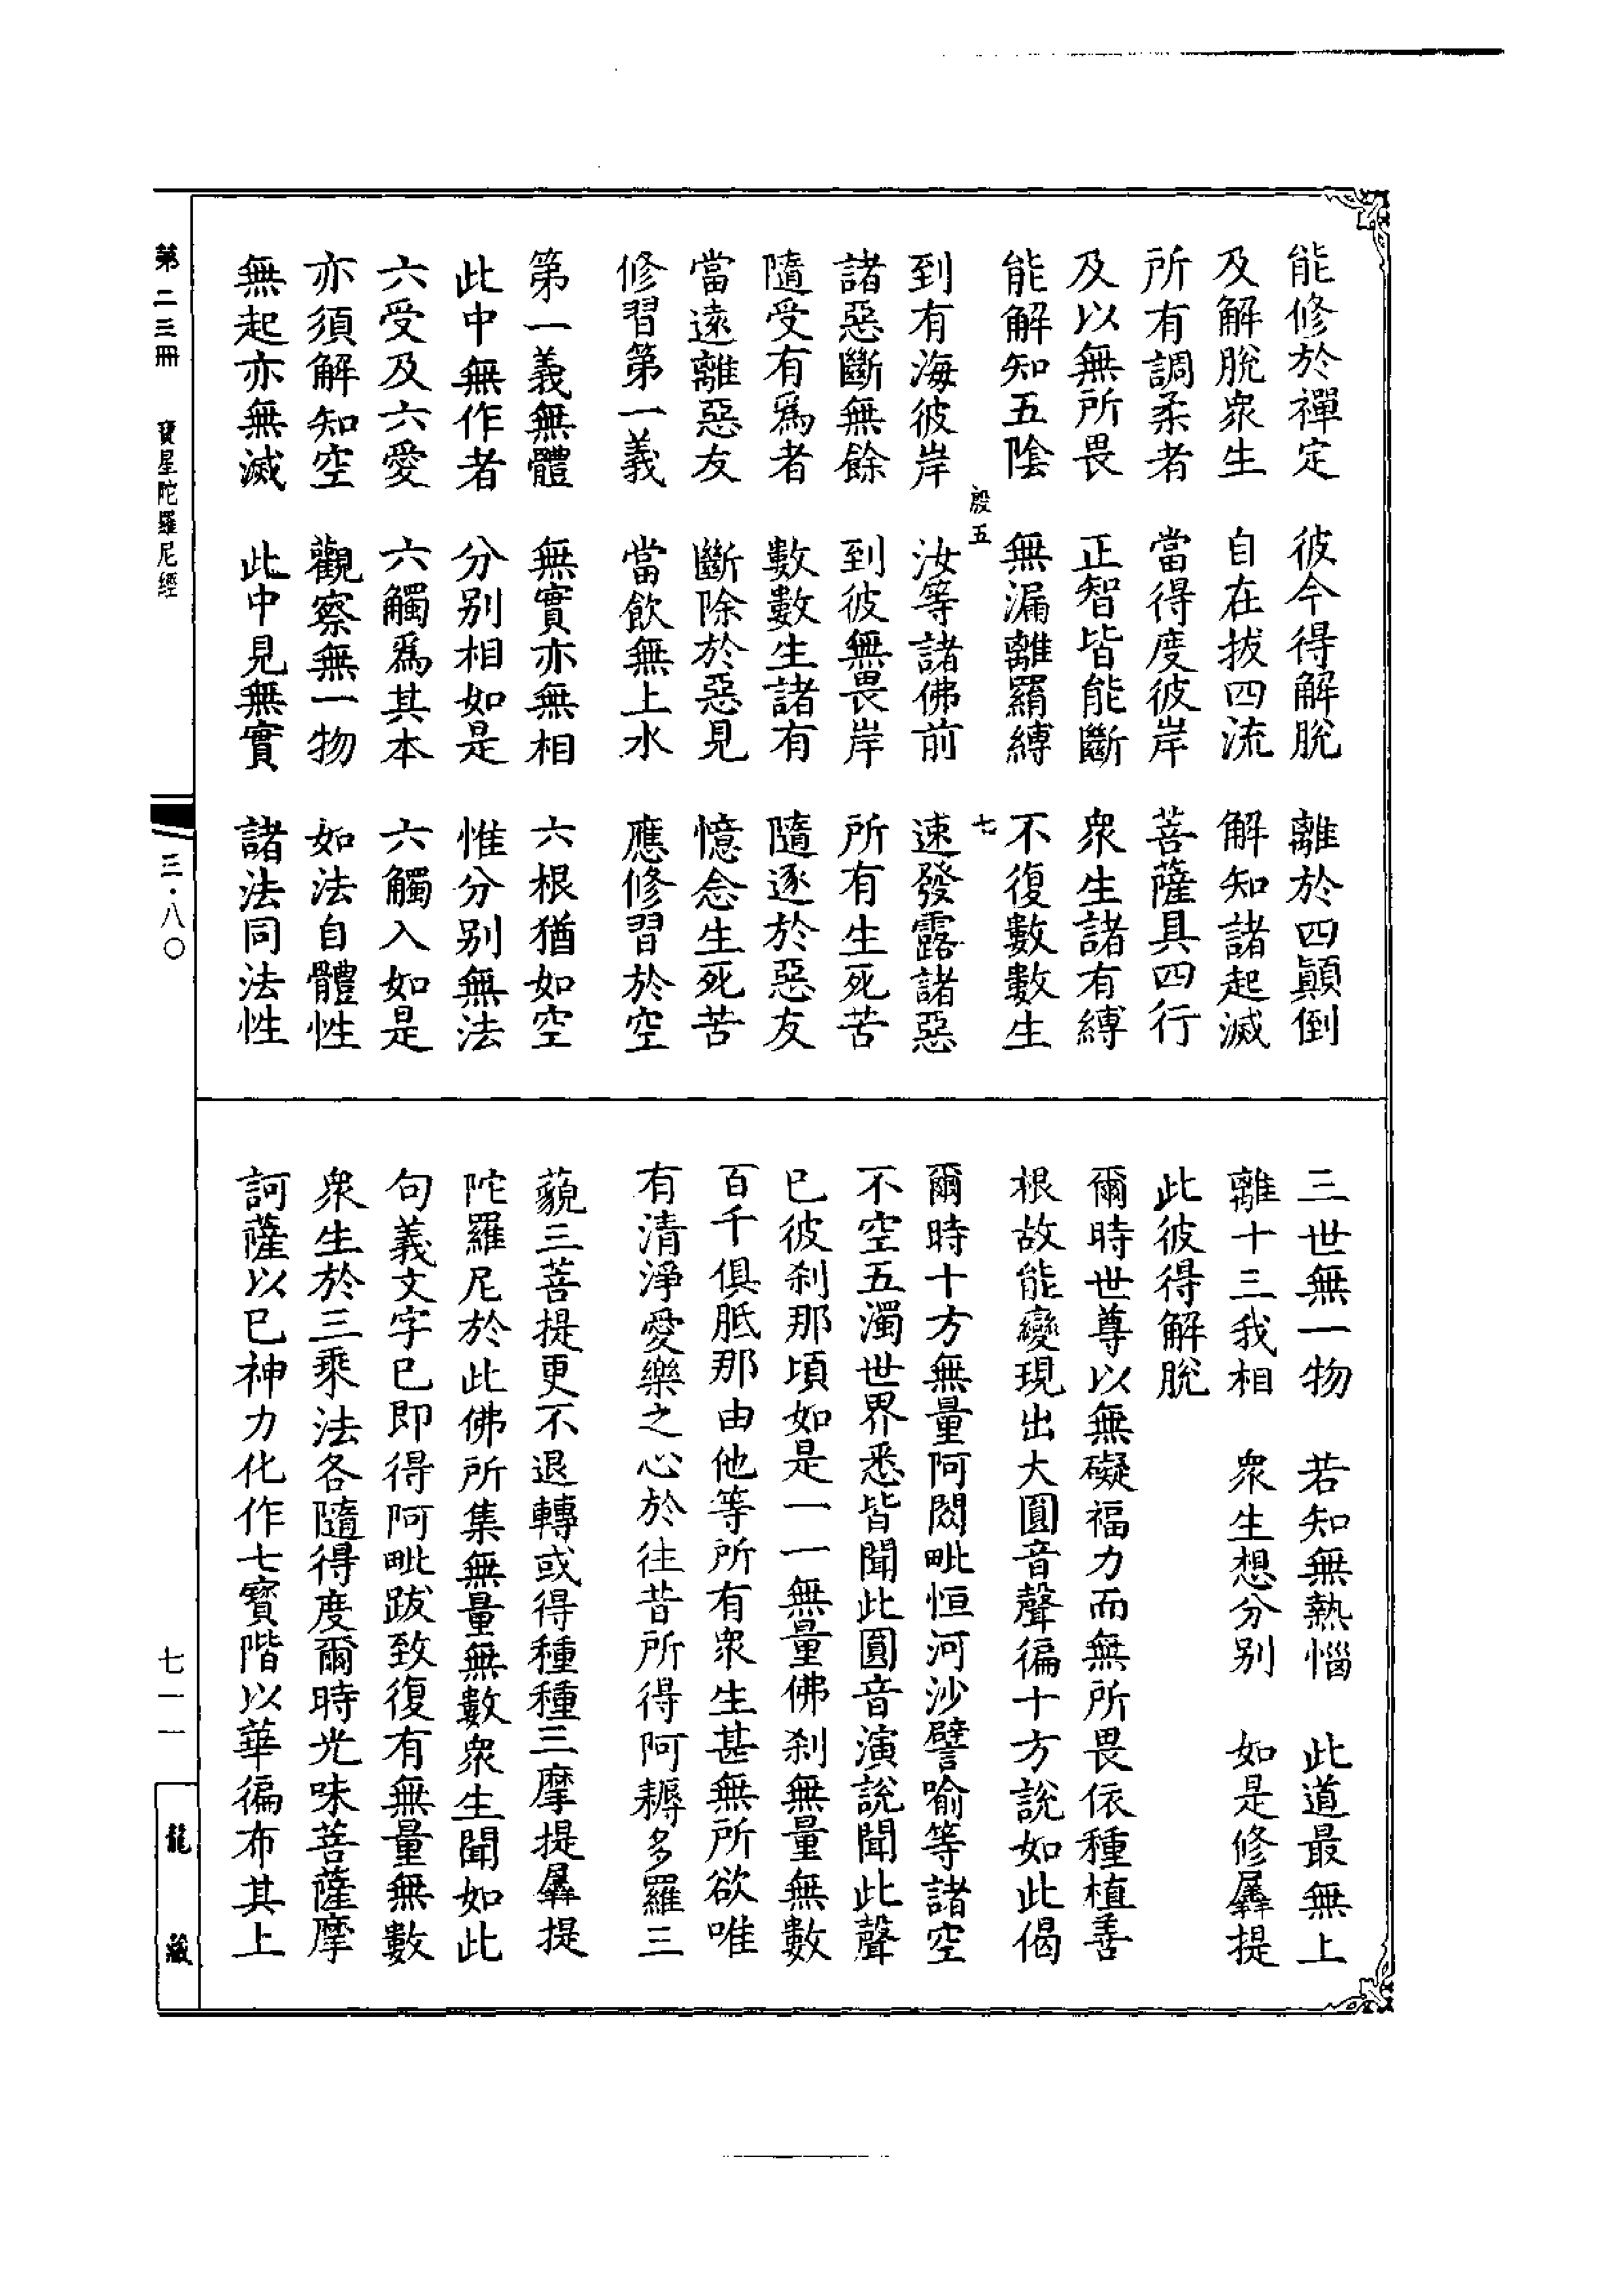 能修於禪定　彼今得解脫　離於四顛倒
及解脫衆生　自在拔四流　解知諸起滅
所有調柔者　當得度彼岸　菩薩具四行
及以無所畏　正智皆能斷　衆生諸有縛
能解知五陰　無漏離羂縛　不復數數生
殷五　七
到有海彼岸　汝等諸佛前　速發露諸惡
諸惡斷無餘　到彼無畏岸　所有生死苦
隨受有爲者　數數生諸有　隨逐於惡友
當遠離惡友　斷除於惡見　憶念生死苦
修習第一義　當飲無上水　應修習於空
第一義無體　無實亦無相　六根猶如空
此中無作者　分別相如是　惟分別無法
六受及六愛　六觸爲其本　六觸入如是
亦須解知空　觀察無一物　如法自體性
無起亦無滅　此中見無實　諸法同法性
三世無一物　若知無熱惱　此道最無上
離十三我相　衆生想分別　如是修羼提
此彼得解脫
爾時世尊以無礙福力而無所畏依種植善
根故能變現出大圓音聲徧十方說如此偈
爾時十方無量阿閦毗恒河沙譬喻等諸空
不空五濁世界悉皆聞此圓音演說聞此聲
已彼刹那頃如是一一無量佛刹無量無數
百千俱胝那由他等所有衆生甚無所欲唯
有清淨愛樂之心於往昔所得阿耨多羅三
藐三菩提更不退轉或得種種三摩提羼提
陀羅尼於此佛所集無量無數衆生聞如此
句義文字已即得阿毗跋致復有無量無數
衆生於三乘法各隨得度爾時光味菩薩摩
訶薩以已神力化作七寶階以華徧布其上
第二三冊　寶星陀羅尼經　三·八〇　七一一　龍藏